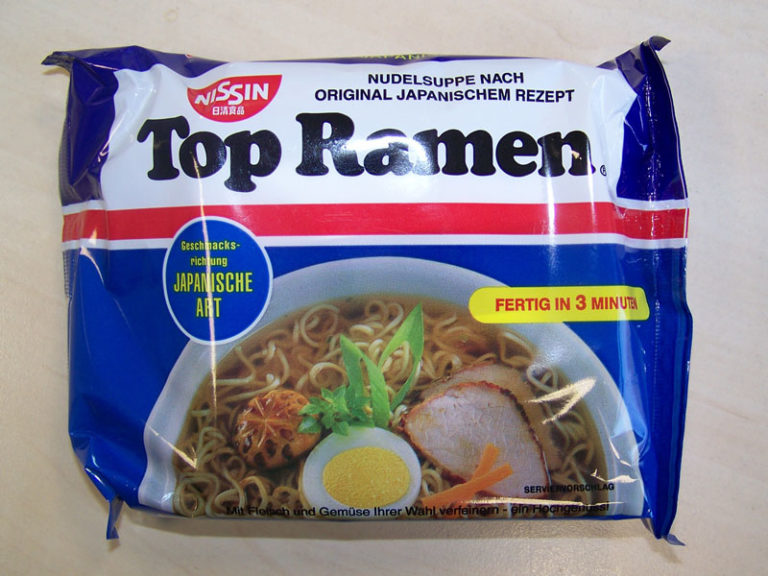 NISSIN
日清食品
NUDELSUPPE NACH
ORIGINAL JAPANISCHEM REZEPT
Top Ramen
Geschmacks-
richtung
JAPANISCHE
ART
FERTIG IN 3 MINUTEN
SERVIERVORSCHLAG
Mit Fleisch und Gemüse Ihrer Wahl verfeinern - ein Hochgenuss!